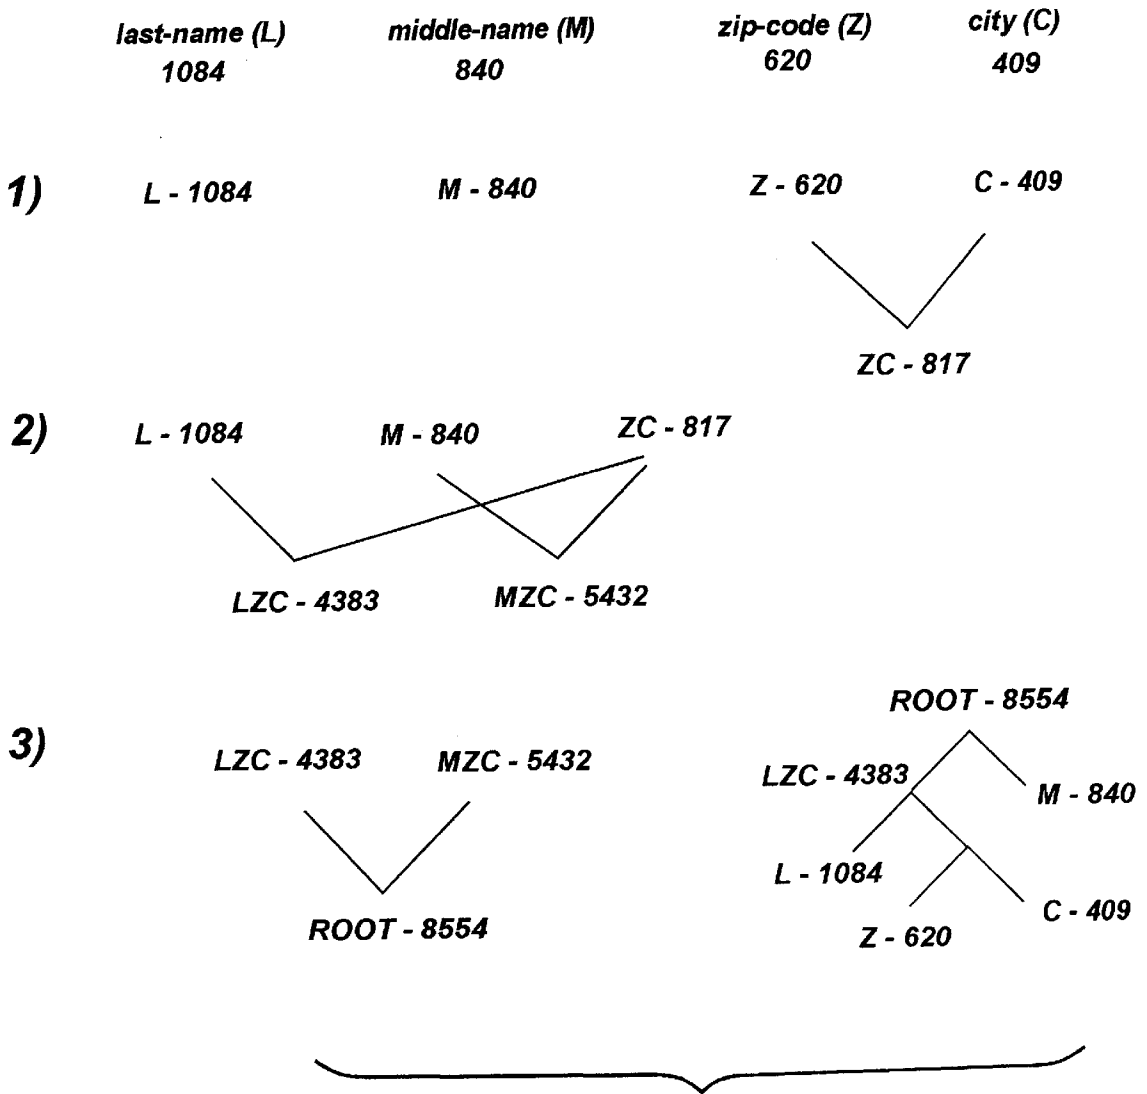 last-name (L) middle-name (M) zip-code (Z) city (C)
1084 840 620 409
1) L - 1084 M - 840 Z - 620 C - 409
ZC - 817
2) L - 1084 M - 840 ZC - 817
LZC - 4383 MZC - 5432
ROOT - 8554
3) LZC - 4383 MZC - 5432 LZC - 4383 M - 840
L - 1084
ROOT - 8554 Z - 620 C - 409